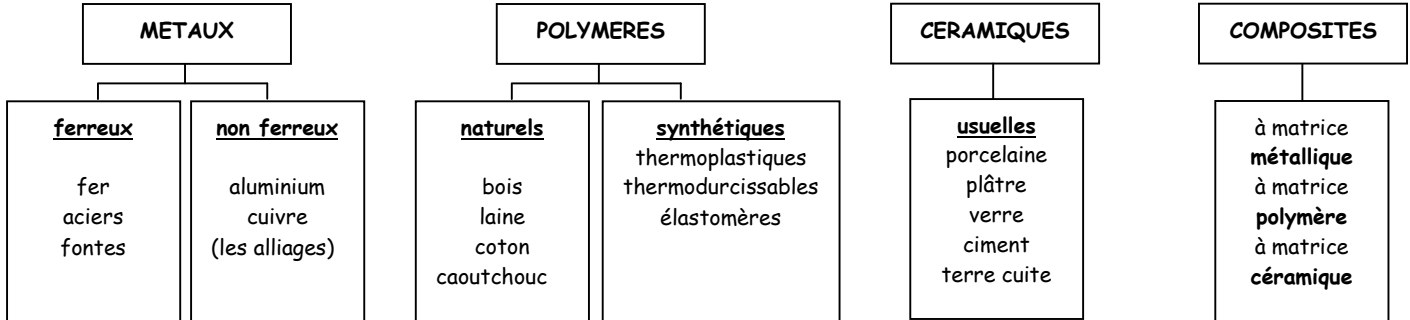 METAUX
POLYMERES
CERAMIQUES
COMPOSITES
ferreux
fer
aciers
fontes
non ferreux
aluminium
cuivre
(les alliages)
naturels
bois
laine
coton
caoutchouc
synthétiques
thermoplastiques
thermodurcissables
élastomères
usuelles
porcelaine
plâtre
verre
ciment
terre cuite
à matrice
métallique
à matrice
polymère
à matrice
céramique